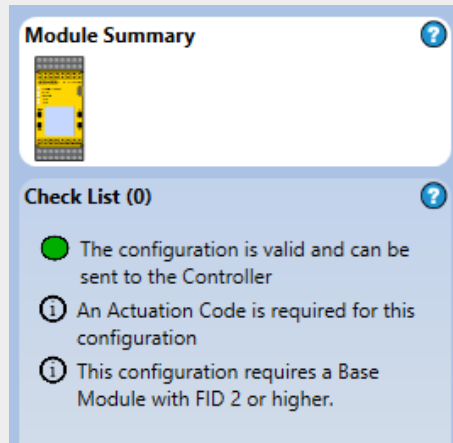 Module Summary
?
Check List (0)
?
The configuration is valid and can be
sent to the Controller
i An Actuation Code is required for this
configuration
i This configuration requires a Base
Module with FID 2 or higher.